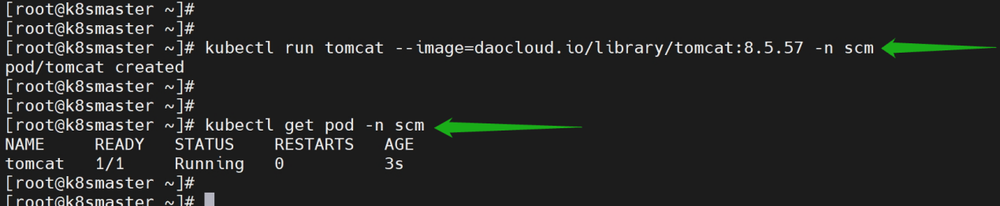 [root@k8smaster ~]#
[root@k8smaster ~]#
[root@k8smaster ~]# kubectl run tomcat --image=daocloud.io/library/tomcat:8.5.57 -n scm
pod/tomcat created
[root@k8smaster ~]#
[root@k8smaster ~]#
[root@k8smaster ~]# kubectl get pod -n scm
NAME     READY   STATUS    RESTARTS   AGE
tomcat   1/1     Running   0          3s
[root@k8smaster ~]#
[root@k8smaster ~]#